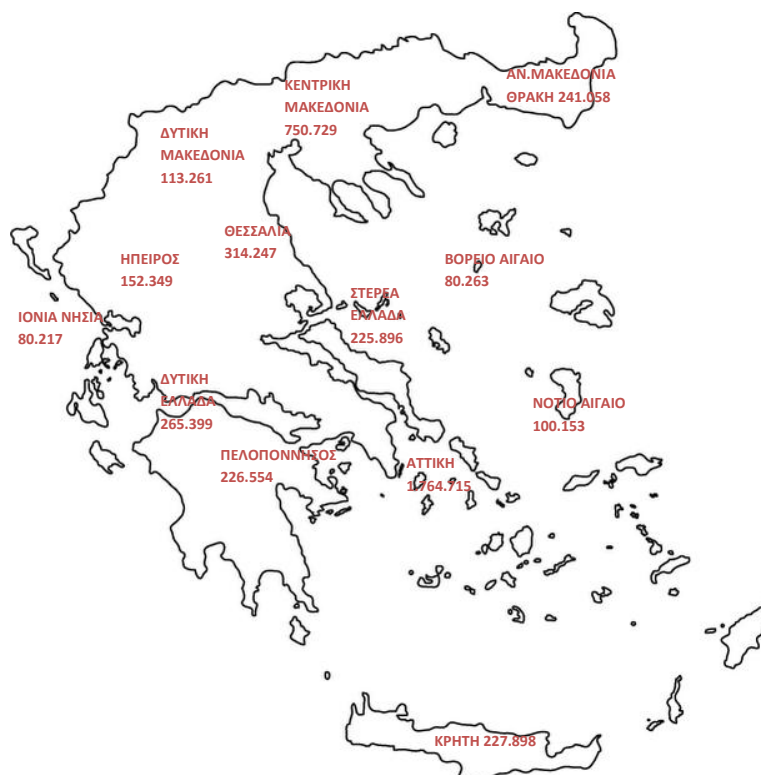 ΑΝ.ΜΑΚΕΔΟΝΙΑ
ΘΡΑΚΗ 241.058
ΚΕΝΤΡΙΚΗ
ΜΑΚΕΔΟΝΙΑ
750.729
ΔΥΤΙΚΗ
ΜΑΚΕΔΟΝΙΑ
113.261
ΘΕΣΣΑΛΙΑ
314.247
ΗΠΕΙΡΟΣ
152.349
ΒΟΡΕΙΟ ΑΙΓΑΙΟ
80.263
ΣΤΕΡΕΑ
ΕΛΛΑΔΑ
225.896
ΙΟΝΙΑ ΝΗΣΙΑ
80.217
ΔΥΤΙΚΗ
ΕΛΛΑΔΑ
265.399
ΝΟΤΙΟ ΑΙΓΑΙΟ
100.153
ΠΕΛΟΠΟΝΝΗΣΟΣ
226.554
ΑΤΤΙΚΗ
1.764.715
ΚΡΗΤΗ 227.898